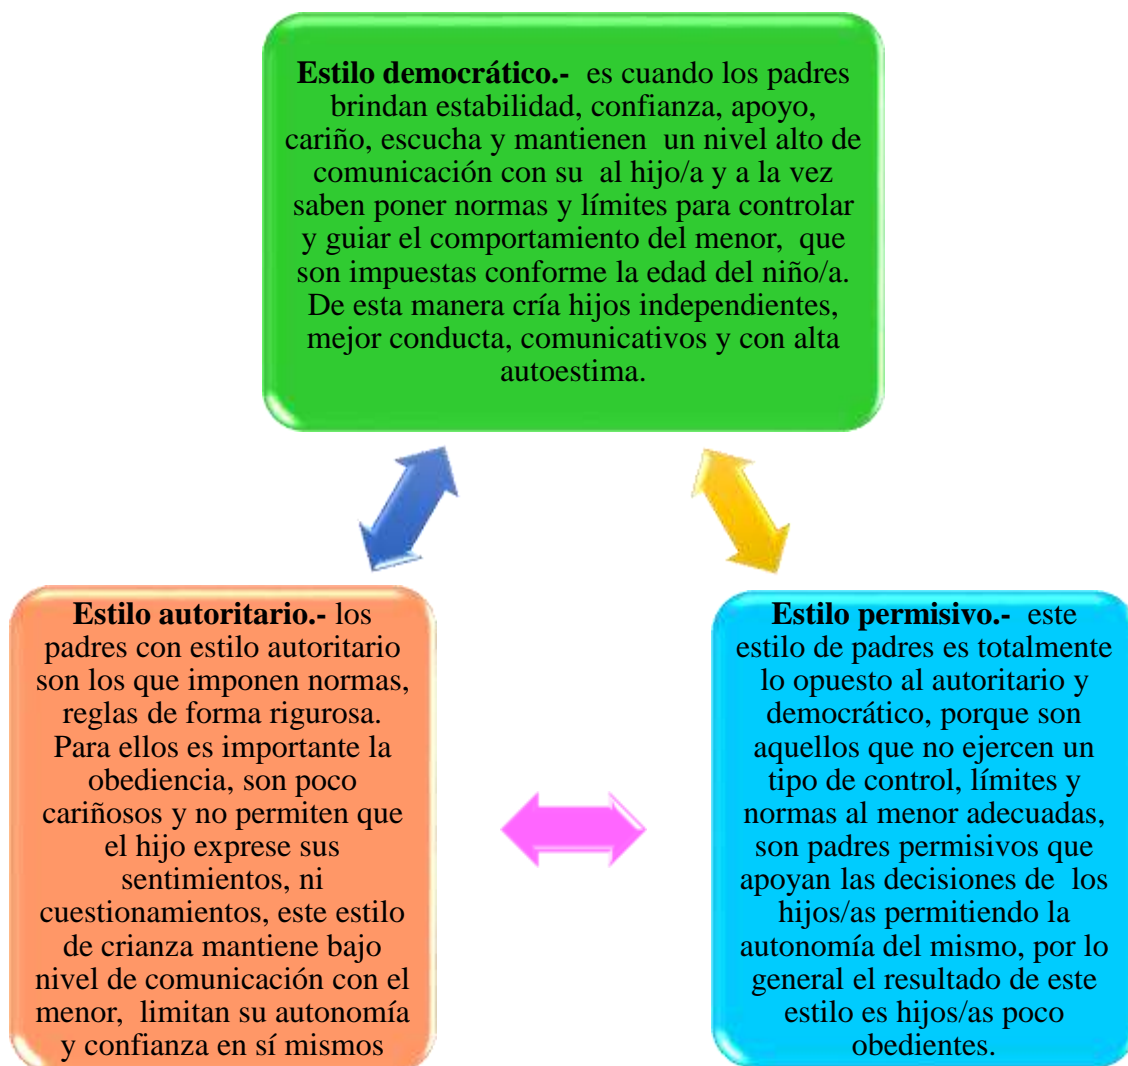 Estilo democrático.- es cuando los padres
brindan estabilidad, confianza, apoyo,
cariño, escucha y mantienen un nivel alto de
comunicación con su al hijo/a y a la vez
saben poner normas y límites para controlar
y guiar el comportamiento del menor, que
son impuestas conforme la edad del niño/a.
De esta manera cría hijos independientes,
mejor conducta, comunicativos y con alta
autoestima.
Estilo autoritario.- los
padres con estilo autoritario
son los que imponen normas,
reglas de forma rigurosa.
Para ellos es importante la
obediencia, son poco
cariñosos y no permiten que
el hijo exprese sus
sentimientos, ni
cuestionamientos, este estilo
de crianza mantiene bajo
nivel de comunicación con el
menor, limitan su autonomía
y confianza en sí mismos
Estilo permisivo.- este
estilo de padres es totalmente
lo opuesto al autoritario y
democrático, porque son
aquellos que no ejercen un
tipo de control, límites y
normas al menor adecuadas,
son padres permisivos que
apoyan las decisiones de los
hijos/as permitiendo la
autonomía del mismo, por lo
general el resultado de este
estilo es hijos/as poco
obedientes.